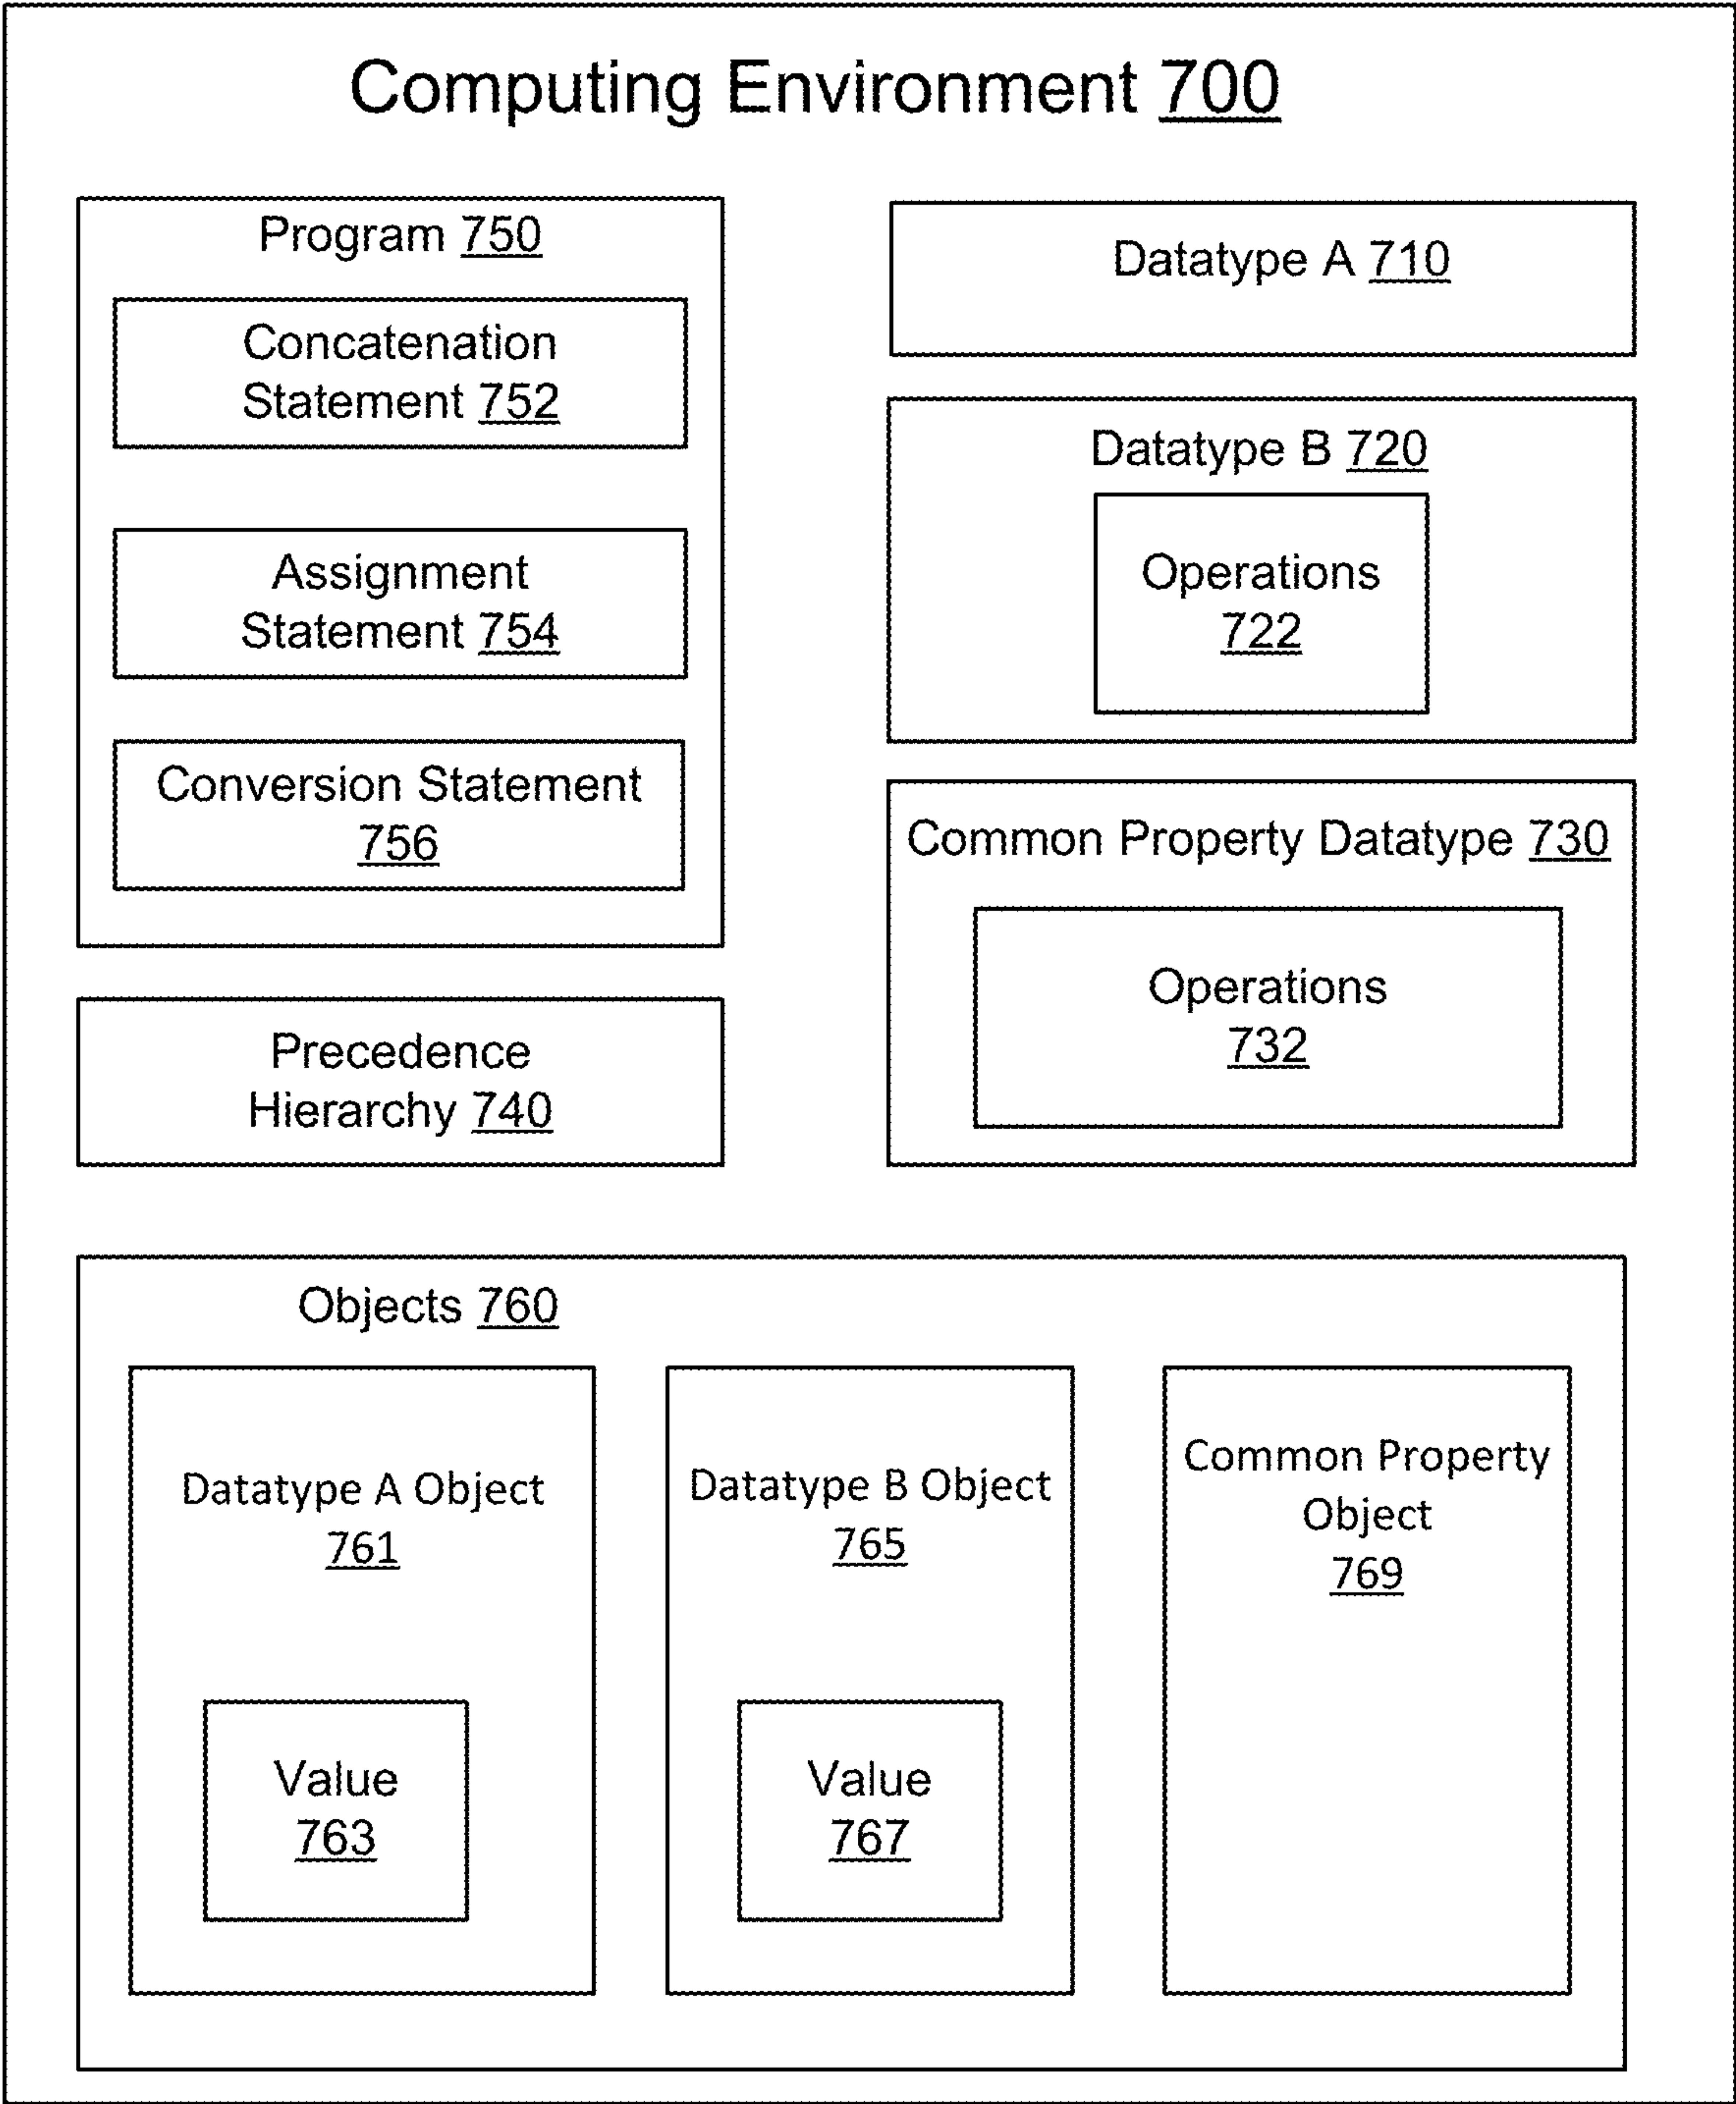 Computing Environment 700
Program 750
Concatenation
Statement 752
Assignment
Statement 754
Conversion Statement
756
Precedence
Hierarchy 740
Datatype A 710
Datatype B 720
Operations
722
Common Property Datatype 730
Operations
732
Objects 760
Datatype A Object
761
Value
763
Datatype B Object
765
Value
767
Common Property
Object
769